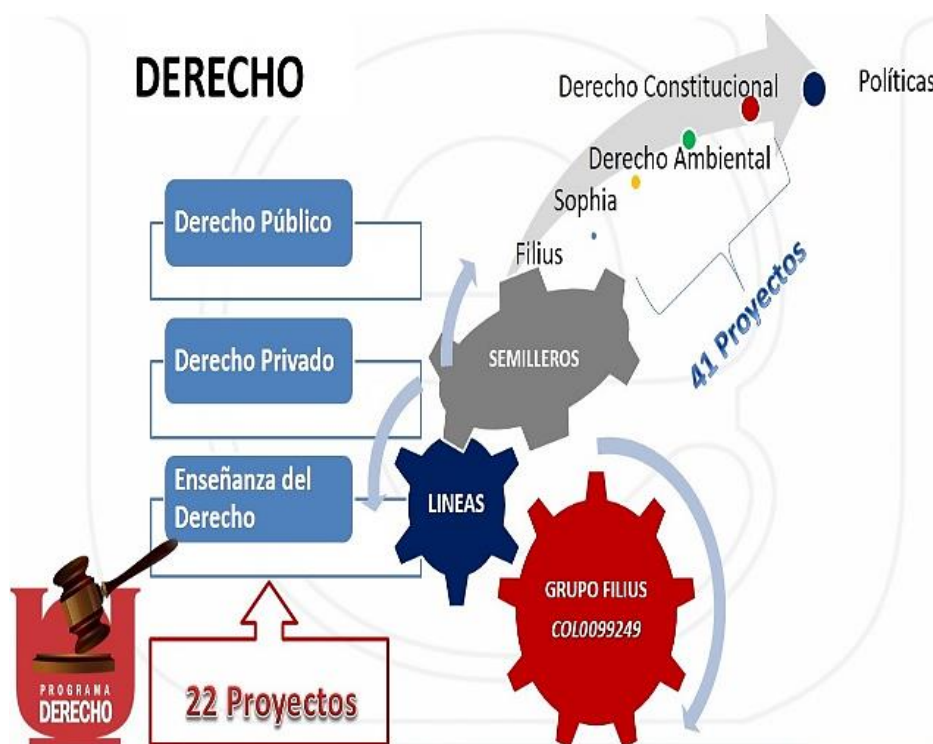 DERECHO
Derecho Público
Derecho Privado
Enseñanza del
Derecho
22 Proyectos
PROGRAMA
DERECHO
Políticas
Derecho Constitucional
Derecho Ambiental
Sophia
Filius
41 Proyectos
SEMILLEROS
LINEAS
GRUPO FILIUS
COL0099249